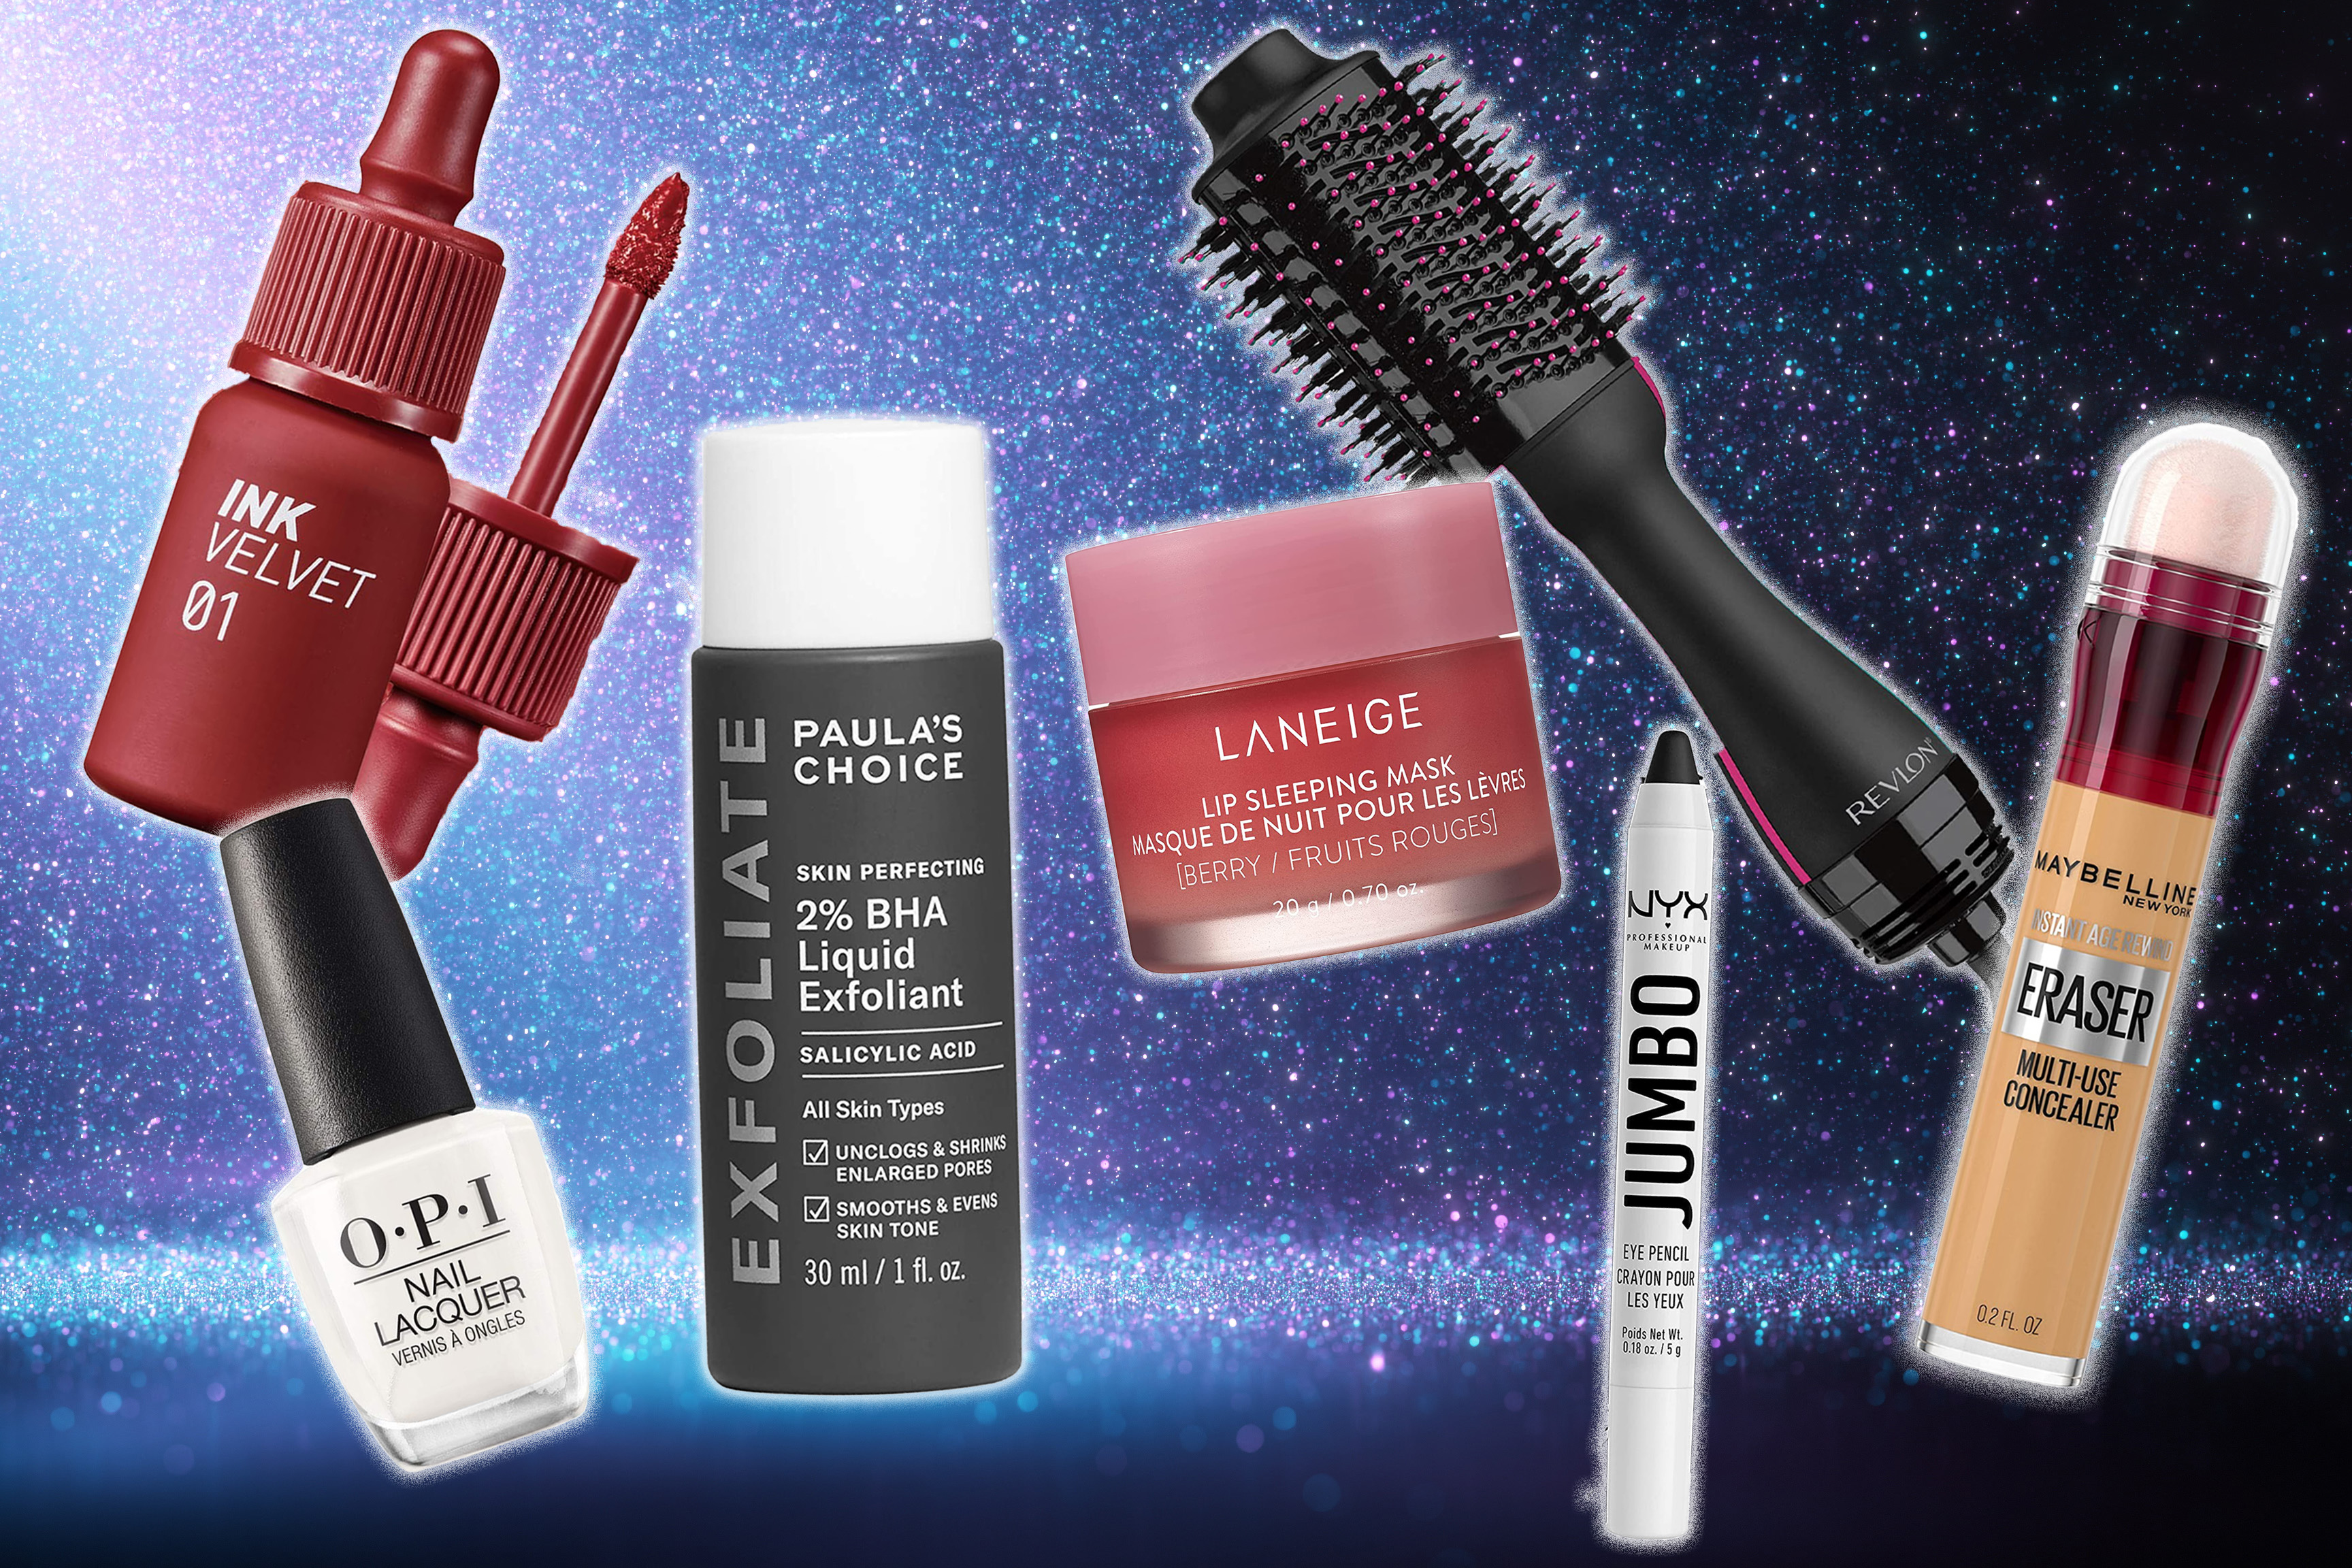 INK
VELVET
01
O·P·I
NAIL
LACQUER
VERNIS À ONGLES
EXFOLIATE
PAULA'S
CHOICE
SKIN PERFECTING
2% BHA
Liquid
Exfoliant
SALICYLIC ACID
All Skin Types
UNCLOGS & SHRINKS
ENLARGED PORES
SMOOTHS & EVENS
SKIN TONE
30 ml / 1 fl. oz.
LANEIGE
LIP SLEEPING MASK
MASQUE DE NUIT POUR LES LÈVRES
[BERRY / FRUITS ROUGES]
20 g / 0.70 oz.
REVLON
NYX
PROFESSIONAL
MAKEUP
JUMBO
EYE PENCIL
CRAYON POUR
LES YEUX
Poids Net Wt.
0.18 oz. / 5 g
MAYBELLINE
NEW YORK
INSTANT AGE REWIND
ERASER
MULTI-USE
CONCEALER
0.2 FL. OZ